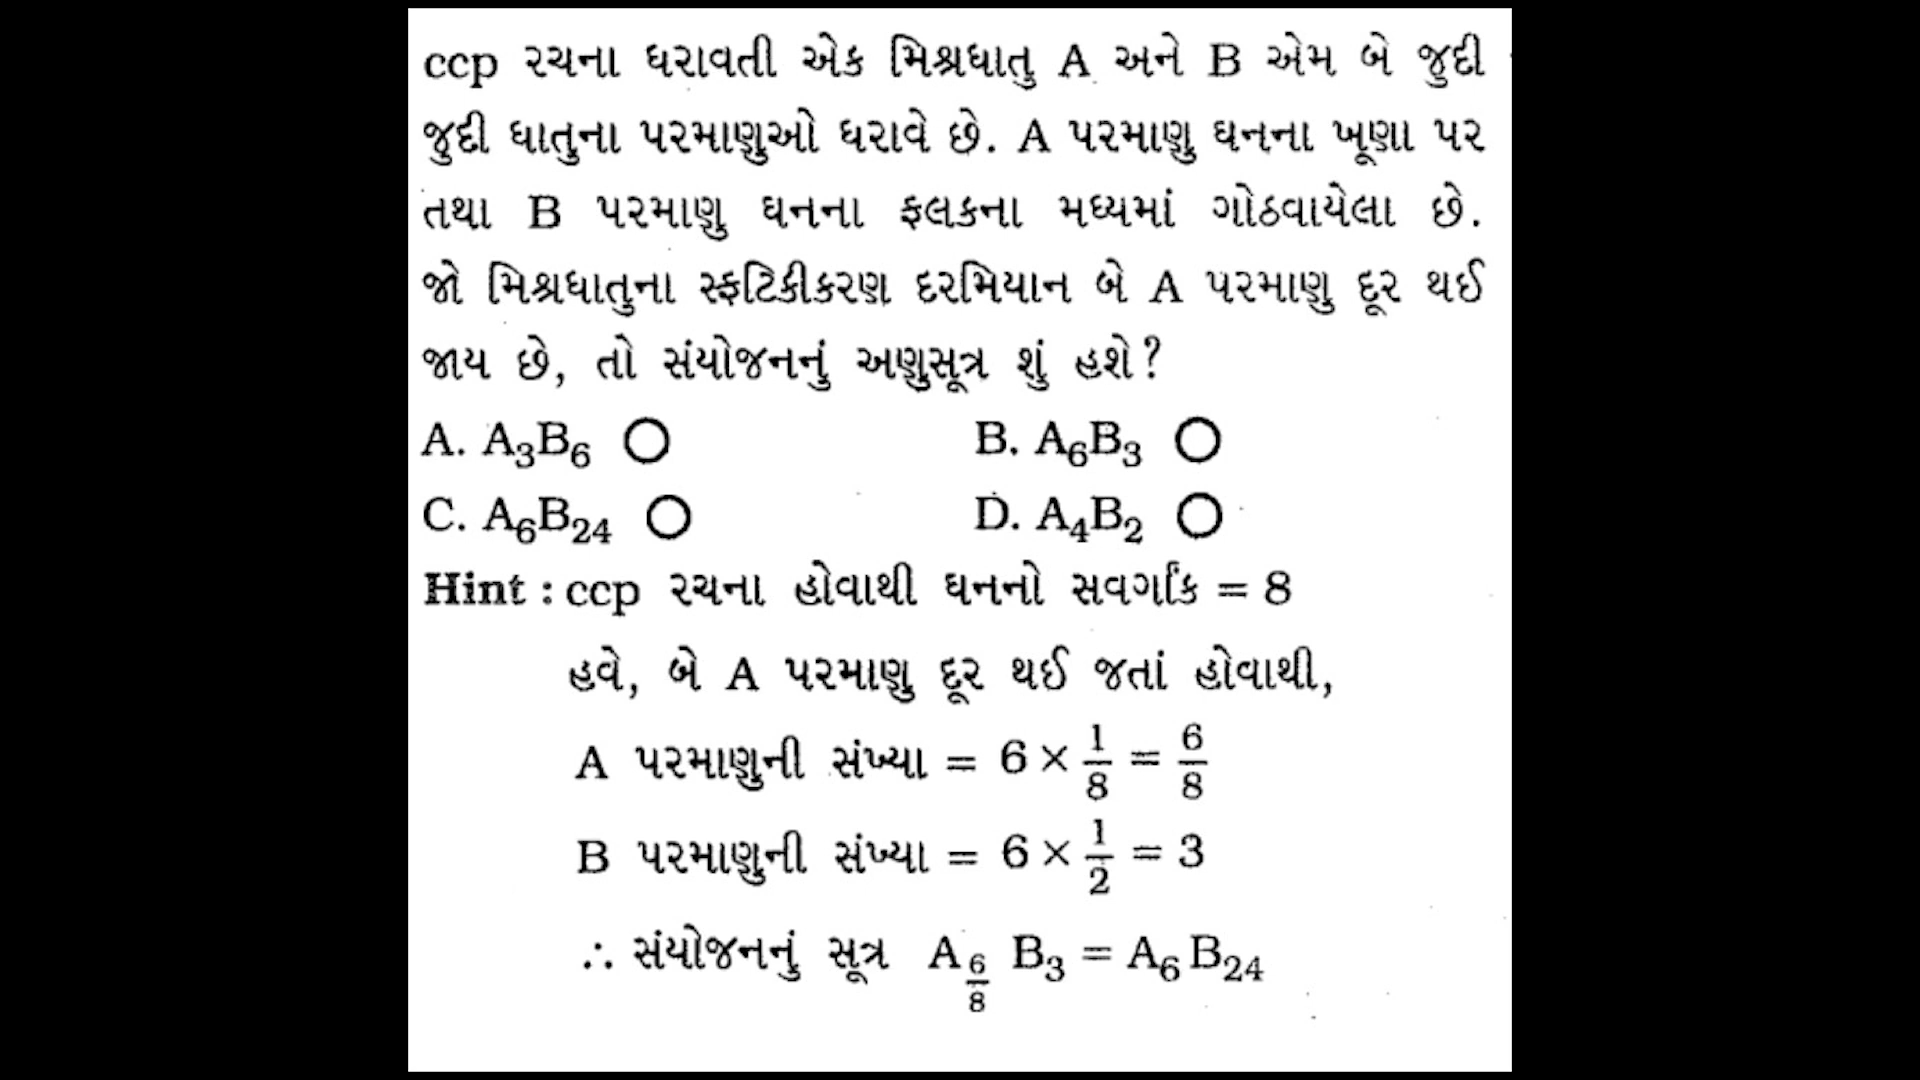 ccp રચના ધરાવતી એક મિશ્રધાતુ A અને B એમ બે જુદી
જુદી ધાતુના પરમાણુઓ ધરાવે છે. A પરમાણુ ઘનના ખૂણા પર
તથા B પરમાણુ ઘનના ફલકના મધ્યમાં ગોઠવાયેલા છે.
જો મિશ્રધાતુના સ્ફટિકીકરણ દરમિયાન બે A પરમાણુ દૂર થઈ
જાય છે, તો સંયોજનનું અણુસૂત્ર શું હશે?
A. A₃B₆ ○ B. A₆B₃ ○
C. A₆B₂₄ ○ D. A₄B₂ ○
Hint : ccp રચના હોવાથી ઘનનો સવર્ગાંક = 8
હવે, બે A પરમાણુ દૂર થઈ જતાં હોવાથી,
A પરમાણુની સંખ્યા = 6 × 1/8 = 6/8
B પરમાણુની સંખ્યા = 6 × 1/2 = 3
∴ સંયોજનનું સૂત્ર A₆/₈ B₃ = A₆B₂₄